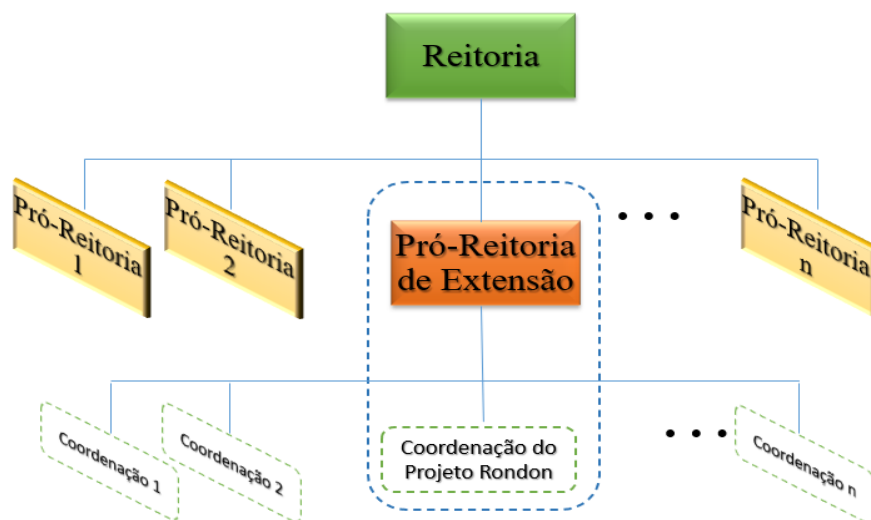 Reitoria
Pró-Reitoria
1
Pró-Reitoria
2
Pró-Reitoria
de Extensão
• • •
Pró-Reitoria
n
Coordenação 1
Coordenação 2
Coordenação do
Projeto Rondon
• • •
Coordenação n